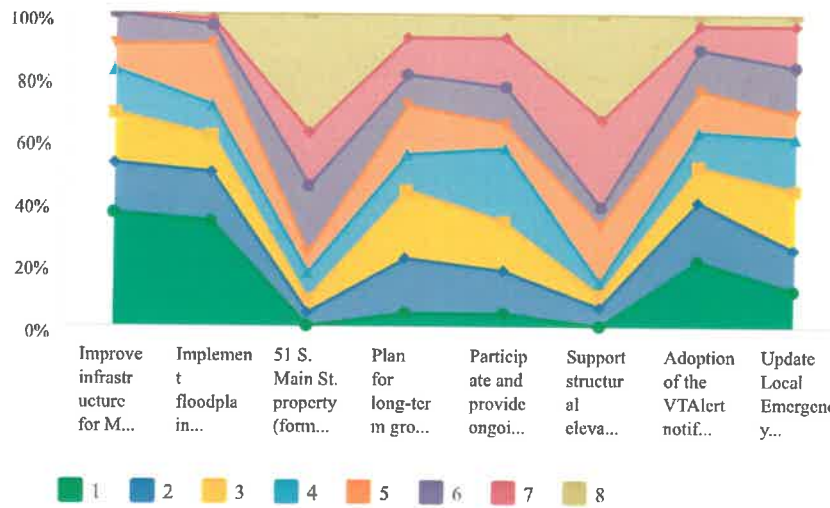 100%
80%
60%
40%
20%
0%
Improve
infrastr
ucture
for M...
Implemen
t
floodpla
in...
51 S.
Main St.
property
(form...
Plan
for
long-ter
m gro...
Particip
ate and
provide
ongoi...
Support
structur
al
eleva...
Adoption
of the
VTAlert
notif...
Update
Local
Emergenc
y...
1 2 3 4 5 6 7 8